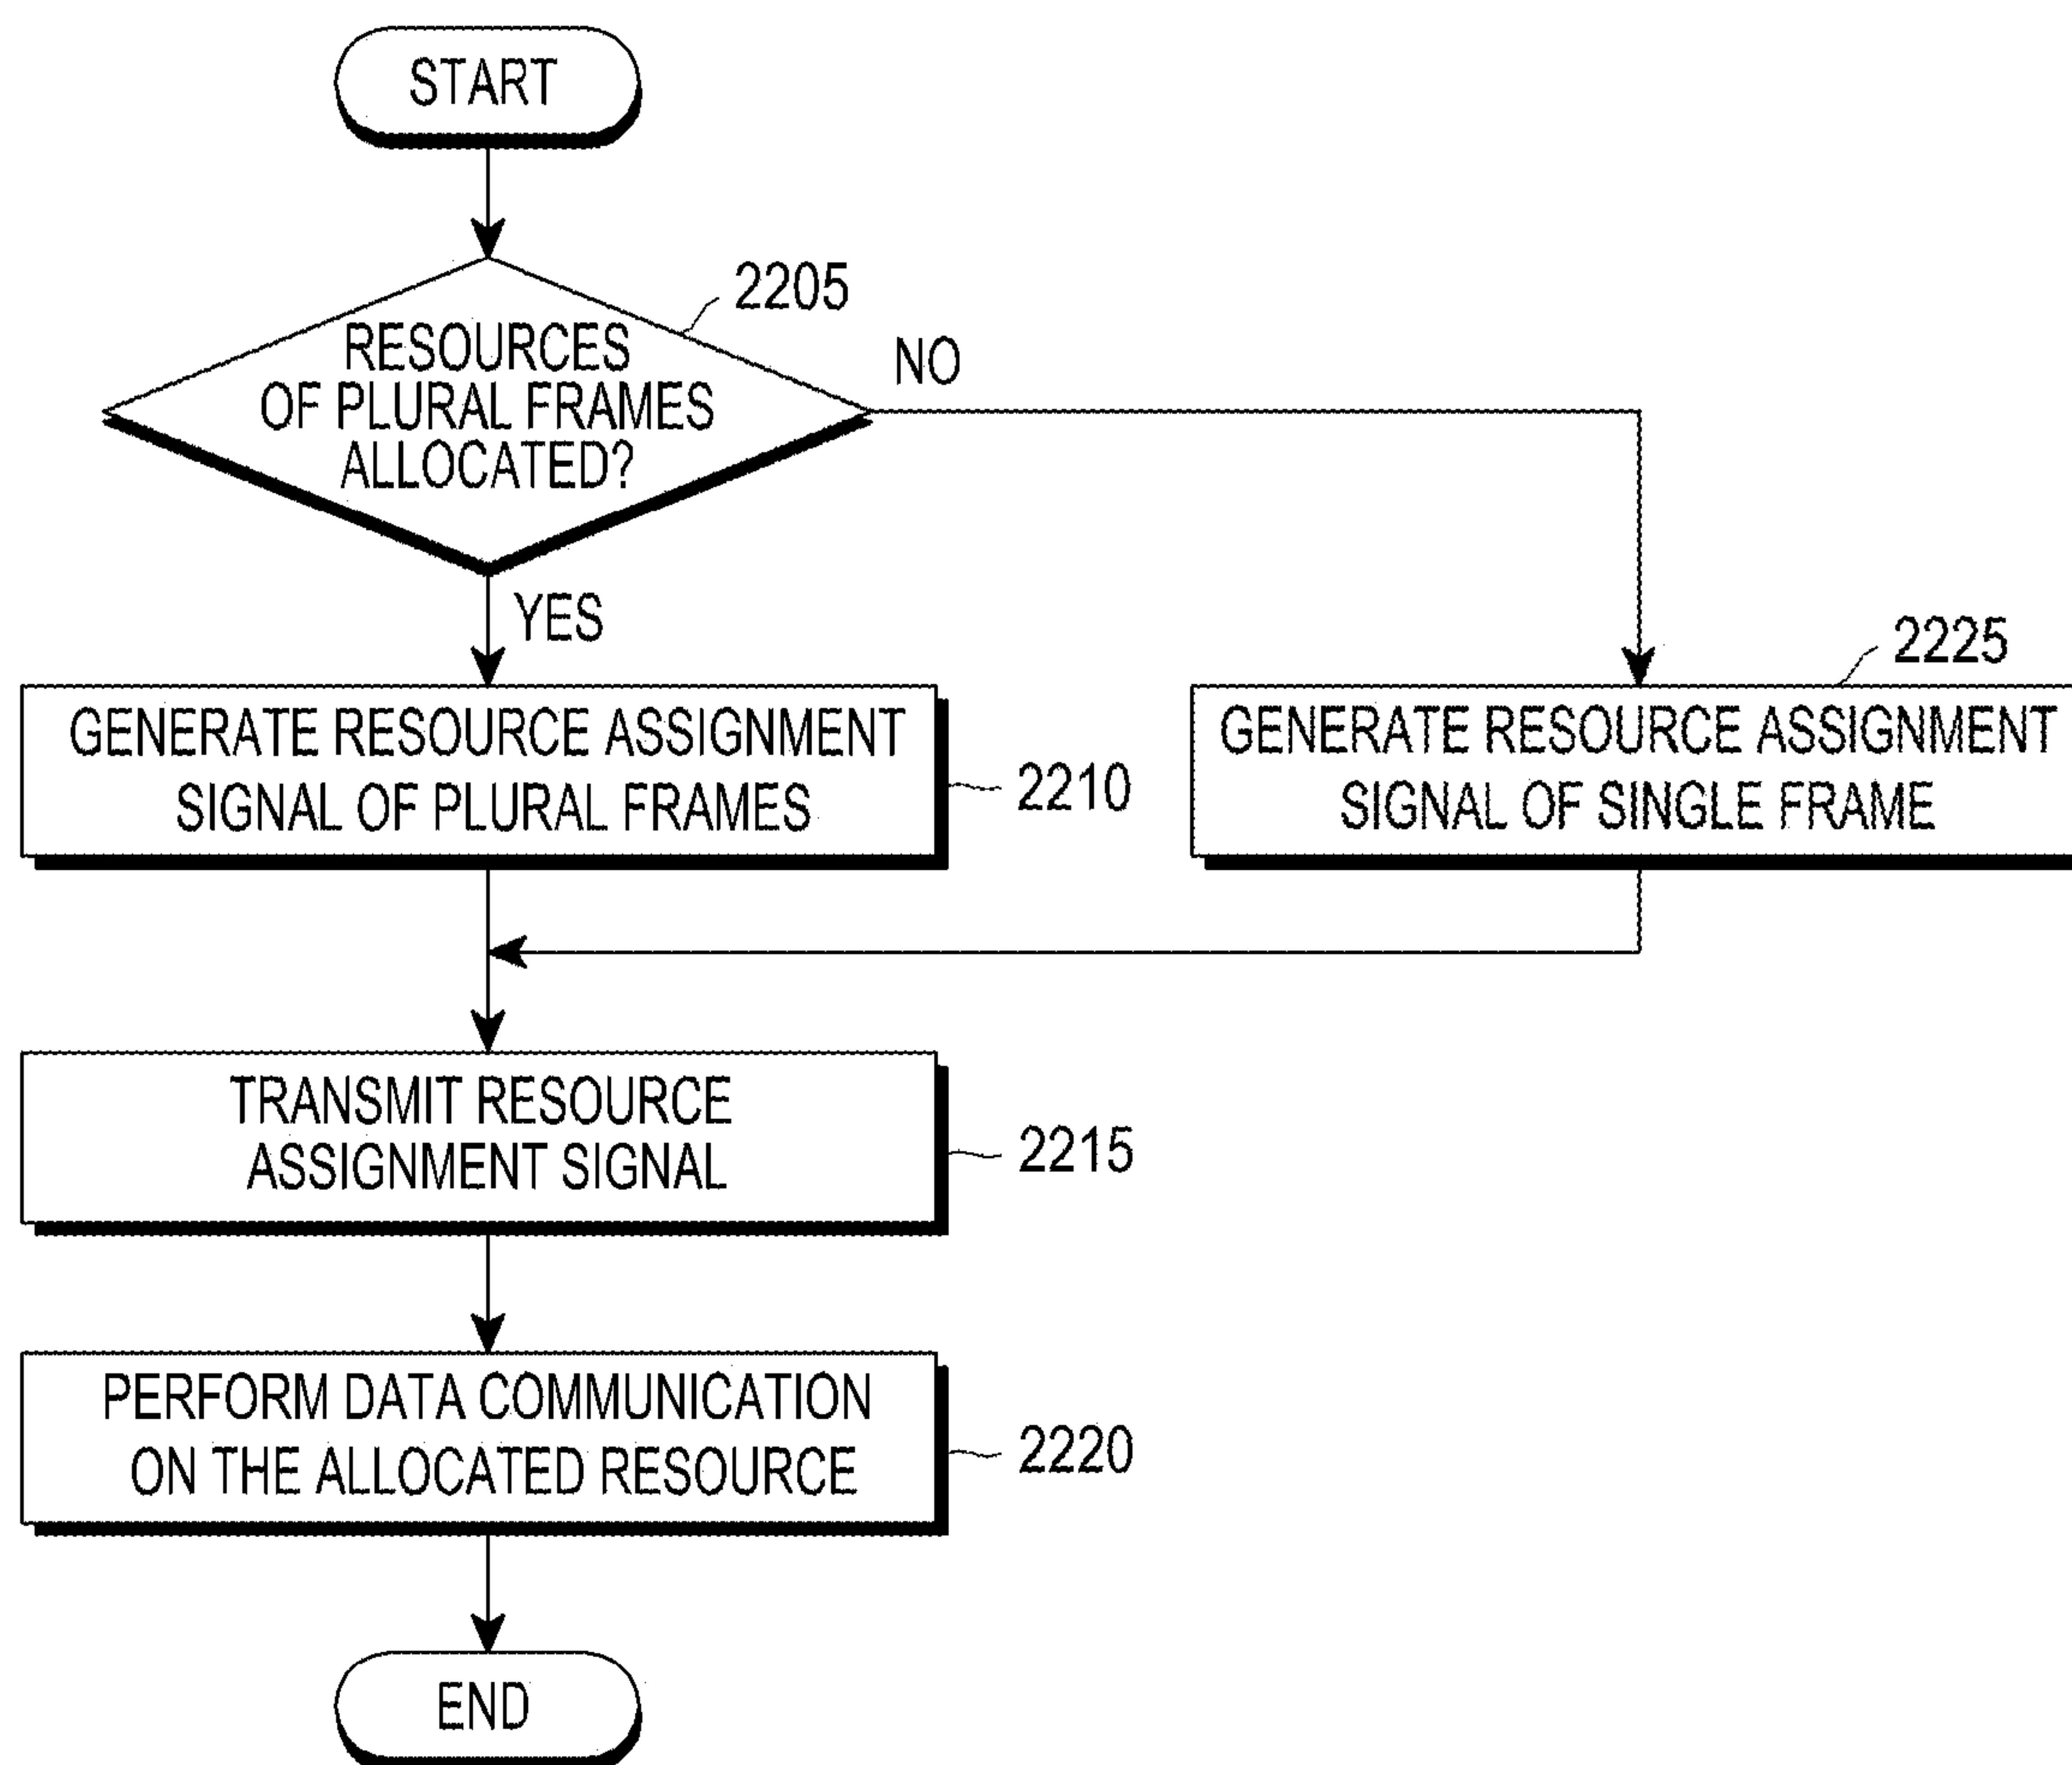 START
2205
RESOURCES
OF PLURAL FRAMES
ALLOCATED?
NO
YES
GENERATE RESOURCE ASSIGNMENT
SIGNAL OF PLURAL FRAMES
2210
2225
GENERATE RESOURCE ASSIGNMENT
SIGNAL OF SINGLE FRAME
TRANSMIT RESOURCE
ASSIGNMENT SIGNAL
2215
PERFORM DATA COMMUNICATION
ON THE ALLOCATED RESOURCE
2220
END